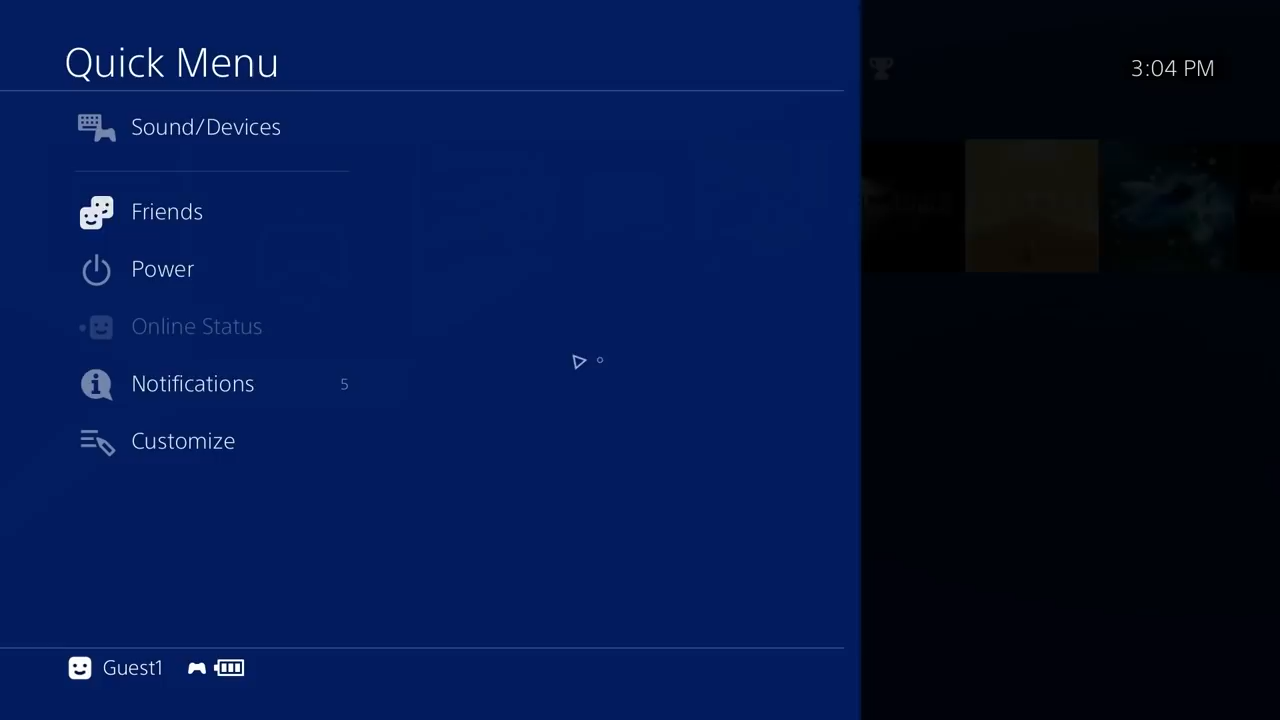 Quick Menu
3:04 PM
Sound/Devices
Friends
Power
Online Status
Notifications 5
Customize
Guest1